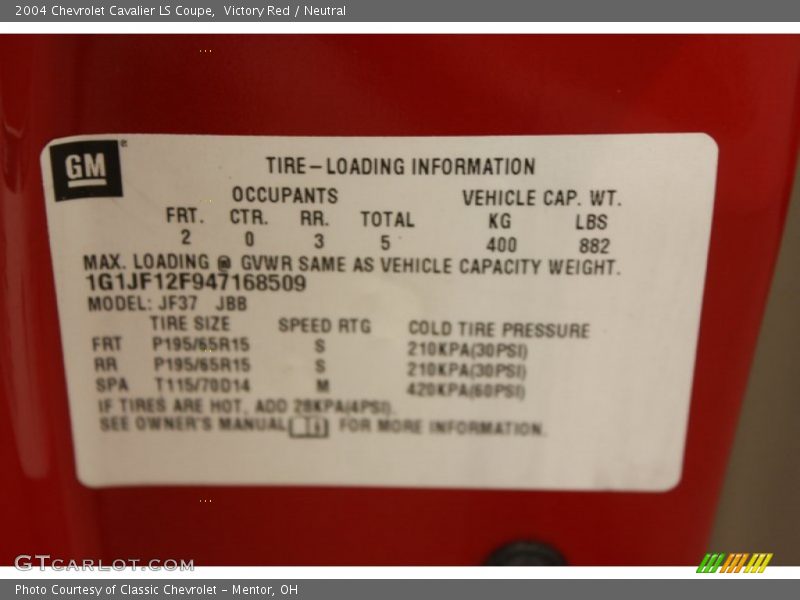 2004 Chevrolet Cavalier LS Coupe,  Victory Red / Neutral
GM
TIRE-LOADING INFORMATION
OCCUPANTS VEHICLE CAP. WT.
FRT. CTR. RR. TOTAL KG LBS
2 0 3 5 400 882
MAX. LOADING @ GVWR SAME AS VEHICLE CAPACITY WEIGHT.
1G1JF12F947168509
MODEL: JF37 JBB
TIRE SIZE SPEED RTG COLD TIRE PRESSURE
FRT P195/65R15 S 210KPA(30PSI)
RR P195/65R15 S 210KPA(30PSI)
SPA T115/70D14 M 420KPA(60PSI)
IF TIRES ARE HOT, ADD 28KPA(4PSI).
SEE OWNER'S MANUAL FOR MORE INFORMATION.
GTCARLOT.COM
Photo Courtesy of Classic Chevrolet - Mentor, OH